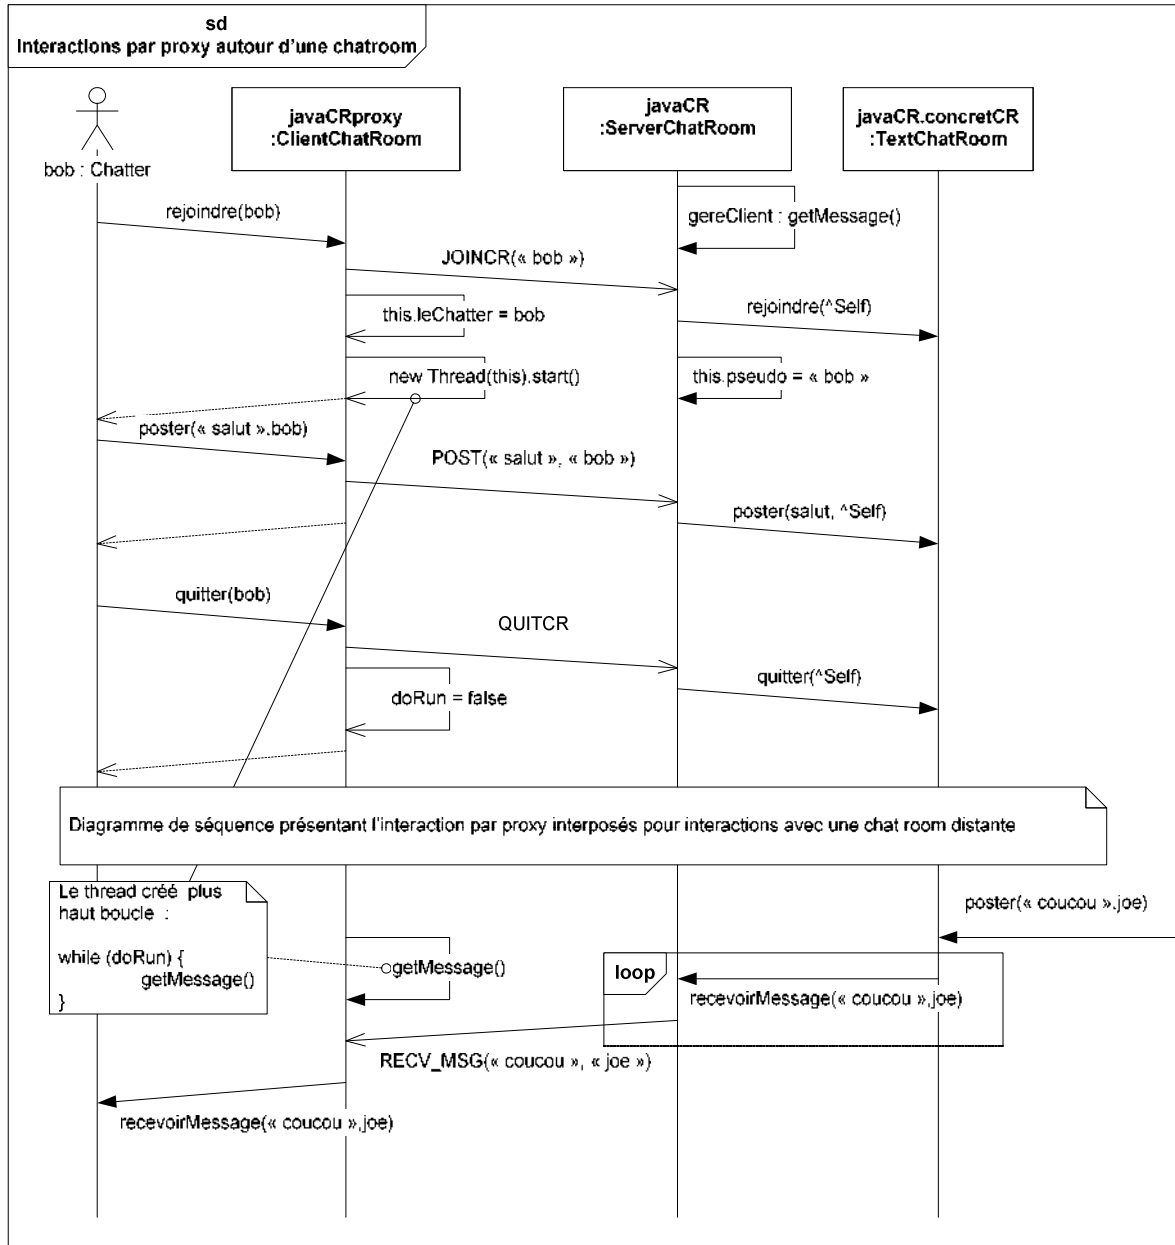 sd
Interactions par proxy autour d'une chatroom
bob : Chatter
javaCRproxy
:ClientChatRoom
javaCR
:ServerChatRoom
javaCR.concretCR
:TextChatRoom
gereClient : getMessage()
rejoindre(bob)
JOINCR(« bob »)
this.leChatter = bob
rejoindre(^Self)
new Thread(this).start()
this.pseudo = « bob »
poster(« salut »,bob)
POST(« salut », « bob »)
poster(salut, ^Self)
quitter(bob)
QUITCR
quitter(^Self)
doRun = false
Diagramme de séquence présentant l'interaction par proxy interposés pour interactions avec une chat room distante
Le thread créé plus
haut boucle :
while (doRun) {
getMessage()
}
poster(« coucou »,joe)
getMessage()
loop
recevoirMessage(« coucou »,joe)
RECV_MSG(« coucou », « joe »)
recevoirMessage(« coucou »,joe)